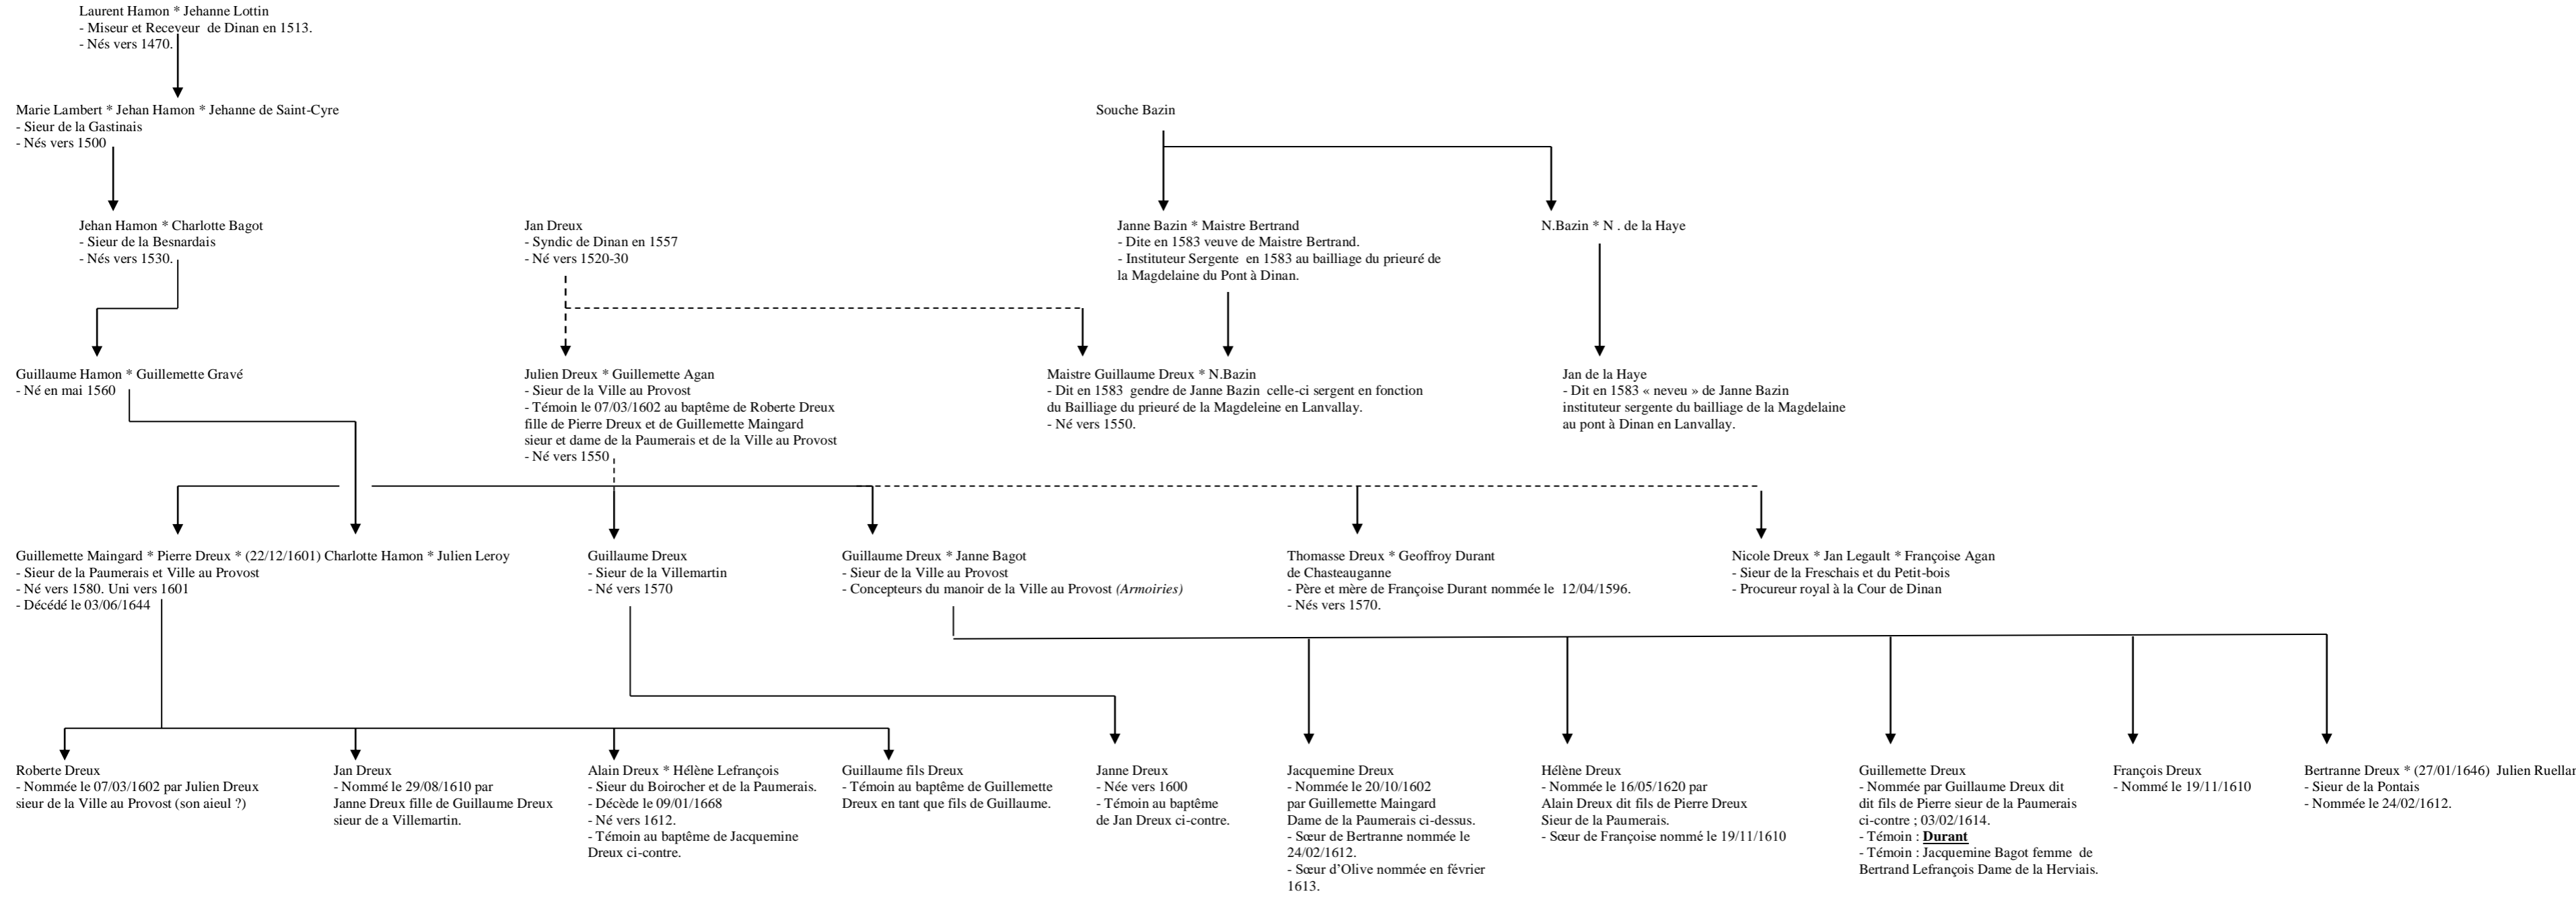 Laurent Hamon * Jehanne Lottin
- Miseur et Receveur  de Dinan en 1513.
- Nés vers 1470.
Marie Lambert * Jehan Hamon * Jehanne de Saint-Cyre
- Sieur de la Gastinais
- Nés vers 1500
Souche Bazin
Jehan Hamon * Charlotte Bagot
- Sieur de la Besnardais
- Nés vers 1530.
Jan Dreux
- Syndic de Dinan en 1557
- Né vers 1520-30
Janne Bazin * Maistre Bertrand
- Dite en 1583 veuve de Maistre Bertrand.
- Instituteur Sergente  en 1583 au bailliage du prieuré de
la Magdelaine du Pont à Dinan.
N.Bazin * N . de la Haye
Guillaume Hamon * Guillemette Gravé
- Né en mai 1560
Julien Dreux * Guillemette Agan
- Sieur de la Ville au Provost
- Témoin le 07/03/1602 au baptême de Roberte Dreux
fille de Pierre Dreux et de Guillemette Maingard
sieur et dame de la Paumerais et de la Ville au Provost
- Né vers 1550
Maistre Guillaume Dreux * N.Bazin
- Dit en 1583  gendre de Janne Bazin  celle-ci sergent en fonction
du Bailliage du prieuré de la Magdeleine en Lanvallay.
- Né vers 1550.
Jan de la Haye
- Dit en 1583 « neveu » de Janne Bazin
instituteur sergente du bailliage de la Magdelaine
au pont à Dinan en Lanvallay.
Guillemette Maingard * Pierre Dreux * (22/12/1601) Charlotte Hamon * Julien Leroy
- Sieur de la Paumerais et Ville au Provost
- Né vers 1580. Uni vers 1601
- Décédé le 03/06/1644
Guillaume Dreux
- Sieur de la Villemartin
- Né vers 1570
Guillaume Dreux * Janne Bagot
- Sieur de la Ville au Provost
- Concepteurs du manoir de la Ville au Provost (Armoiries)
Thomasse Dreux * Geoffroy Durant
de Chasteauganne
- Père et mère de Françoise Durant nommée le  12/04/1596.
- Nés vers 1570.
Nicole Dreux * Jan Legault * Françoise Agan
- Sieur de la Freschais et du Petit-bois
- Procureur royal à la Cour de Dinan
Roberte Dreux
- Nommée le 07/03/1602 par Julien Dreux
sieur de la Ville au Provost (son aieul ?)
Jan Dreux
- Nommé le 29/08/1610 par
Janne Dreux fille de Guillaume Dreux
sieur de a Villemartin.
Alain Dreux * Hélène Lefrançois
- Sieur du Boirocher et de la Paumerais.
- Décède le 09/01/1668
- Né vers 1612.
- Témoin au baptême de Jacquemine
Dreux ci-contre.
Guillaume fils Dreux
- Témoin au baptême de Guillemette
Dreux en tant que fils de Guillaume.
Janne Dreux
- Née vers 1600
- Témoin au baptême
de Jan Dreux ci-contre.
Jacquemine Dreux
- Nommée le 20/10/1602
par Guillemette Maingard
Dame de la Paumerais ci-dessus.
- Sœur de Bertranne nommée le
24/02/1612.
- Sœur d’Olive nommée en février
1613.
Hélène Dreux
- Nommée le 16/05/1620 par
Alain Dreux dit fils de Pierre Dreux
Sieur de la Paumerais.
- Sœur de Françoise nommé le 19/11/1610
Guillemette Dreux
- Nommée par Guillaume Dreux dit
dit fils de Pierre sieur de la Paumerais
ci-contre ; 03/02/1614.
- Témoin : Durant
- Témoin : Jacquemine Bagot femme  de
Bertrand Lefrançois Dame de la Herviais.
François Dreux
- Nommé le 19/11/1610
Bertranne Dreux * (27/01/1646)  Julien Ruellan
- Sieur de la Pontais
- Nommée le 24/02/1612.